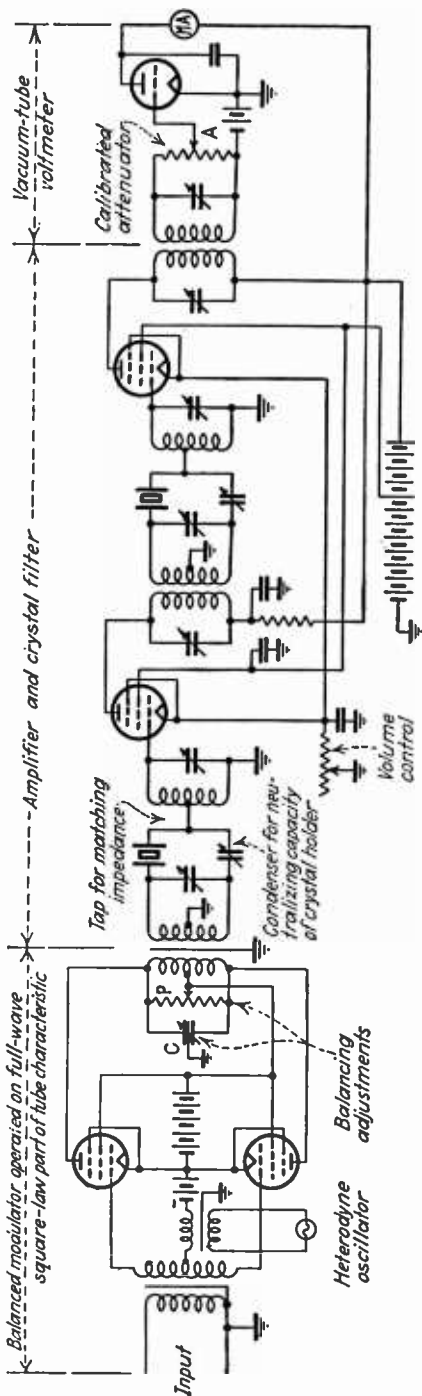 Balanced modulator operated on full-wave
square-law part of tube characteristic
Amplifier and crystal filter
Vacuum-tube
voltmeter
Input
Heterodyne
oscillator
Balancing
adjustments
C
P
Tap for matching
impedance
Condenser for neu-
tralizing capacity
of crystal holder
Volume
control
Calibrated
attenuator
A
MA